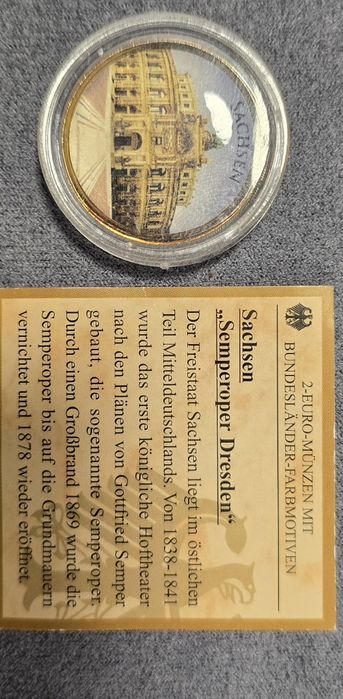 SACHSEN
2-EURO-MÜNZEN MIT
BUNDESLÄNDER-FARBMOTIVEN
Sachsen
„Semperoper Dresden“
Der Freistaat Sachsen liegt im östlichen
Teil Mitteldeutschlands. Von 1838-1841
wurde das erste königliche Hoftheater
nach den Plänen von Gottfried Semper
gebaut, die sogenannte Semperoper.
Durch einen Großbrand 1869 wurde die
Semperoper bis auf die Grundmauern
vernichtet und 1878 wieder eröffnet.